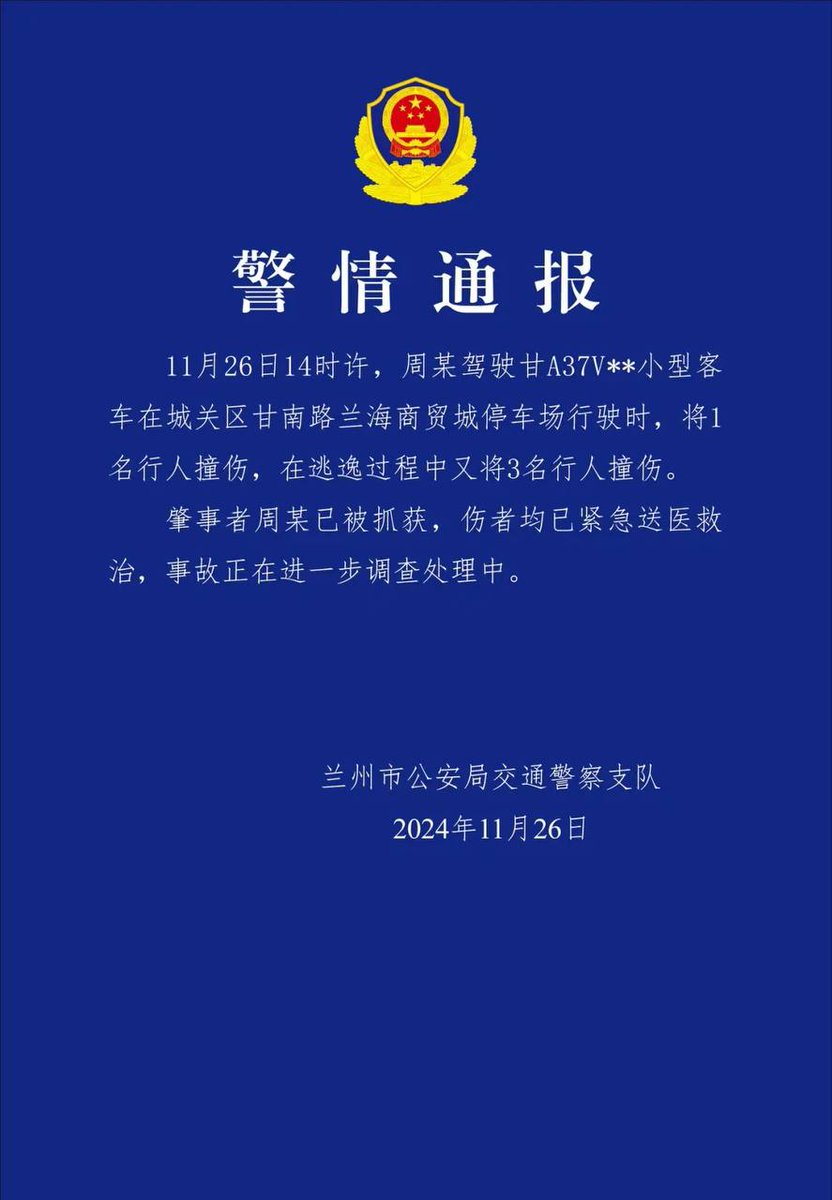 警情通报
11月26日14时许，周某驾驶甘A37V**小型客
车在城关区甘南路兰海商贸城停车场行驶时，将1
名行人撞伤，在逃逸过程中又将3名行人撞伤。
肇事者周某已被抓获，伤者均已紧急送医救
治，事故正在进一步调查处理中。
兰州市公安局交通警察支队
2024年11月26日